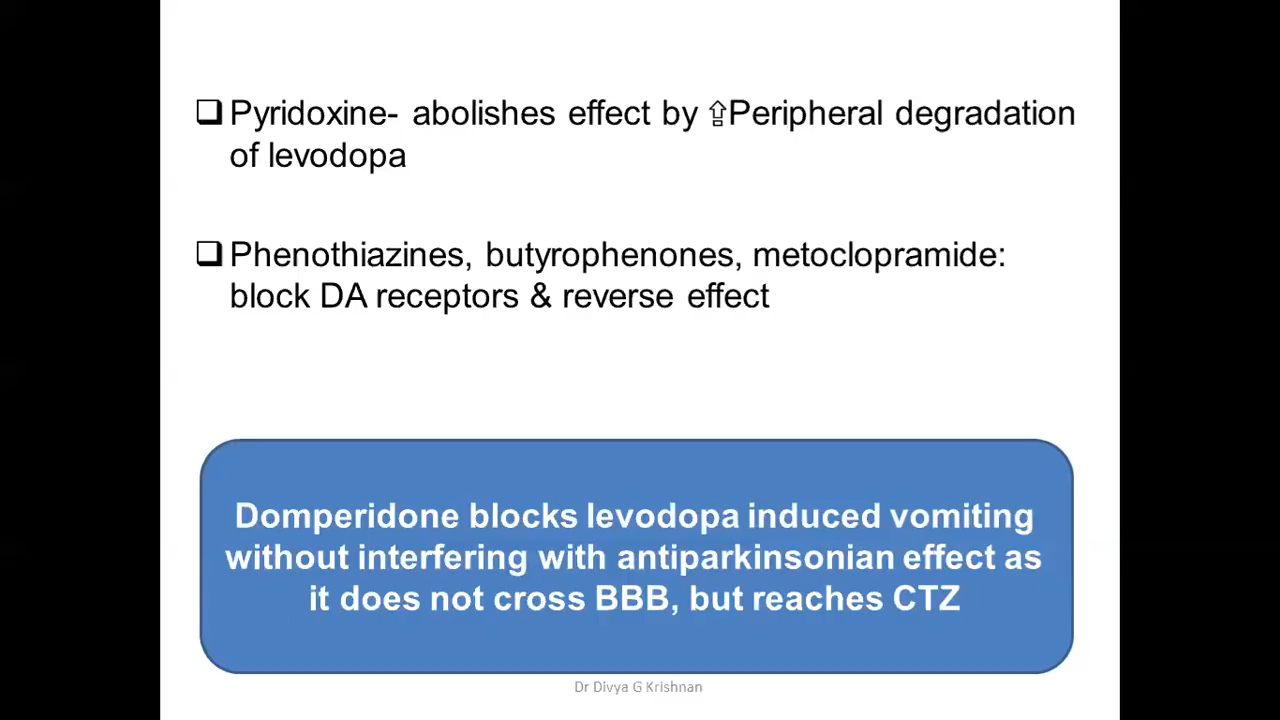 ❑ Pyridoxine- abolishes effect by ⇪Peripheral degradation
of levodopa
❑ Phenothiazines, butyrophenones, metoclopramide:
block DA receptors & reverse effect
Domperidone blocks levodopa induced vomiting
without interfering with antiparkinsonian effect as
it does not cross BBB, but reaches CTZ
Dr Divya G Krishnan